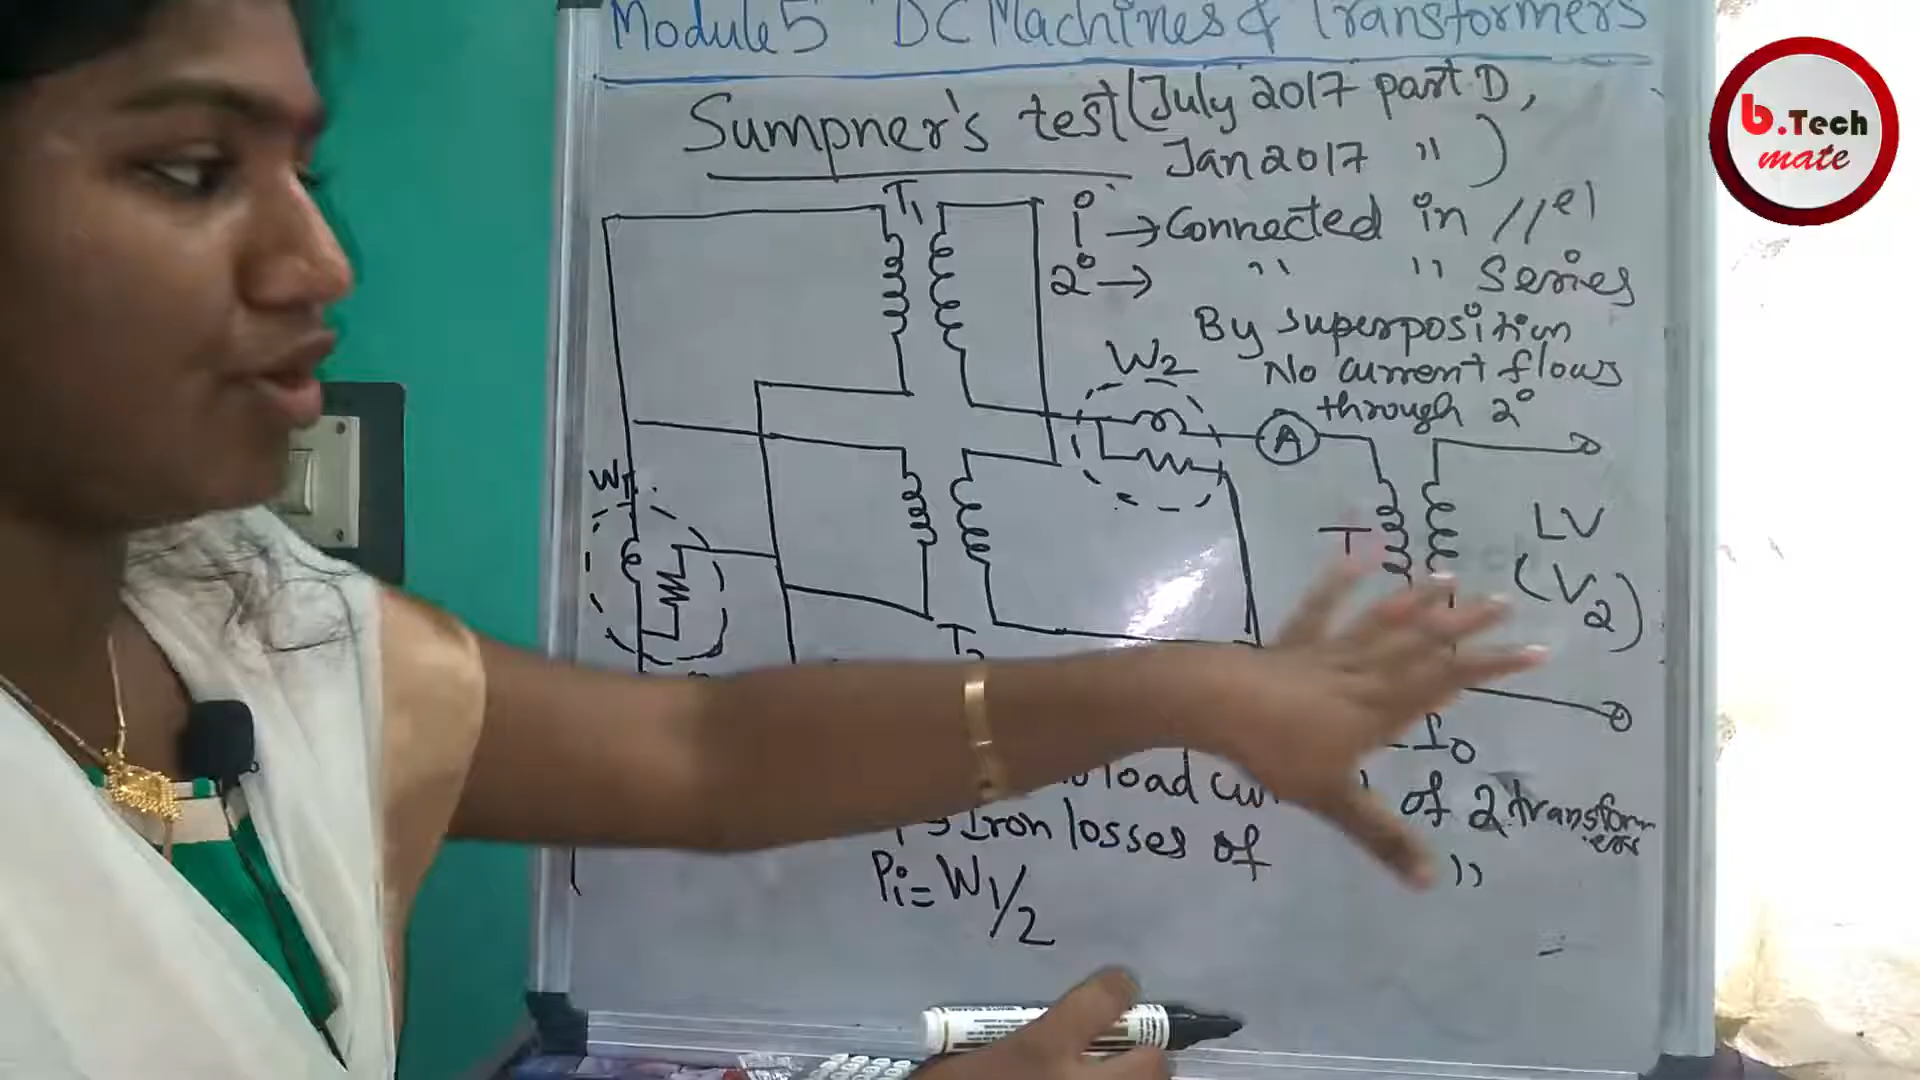 Module 5 DC Machines & Transformers
Sumpner's test (July 2017 part D,
Jan 2017 ")
b.Tech
mate
T1
1° → Connected in //el
2° → " " Series
By superposition
No current flows
through 2°
W2
A
W1
T
LV
(V2)
T2
I0
load of 2 transform
ers
→ Iron losses of "
Pi = W1/2